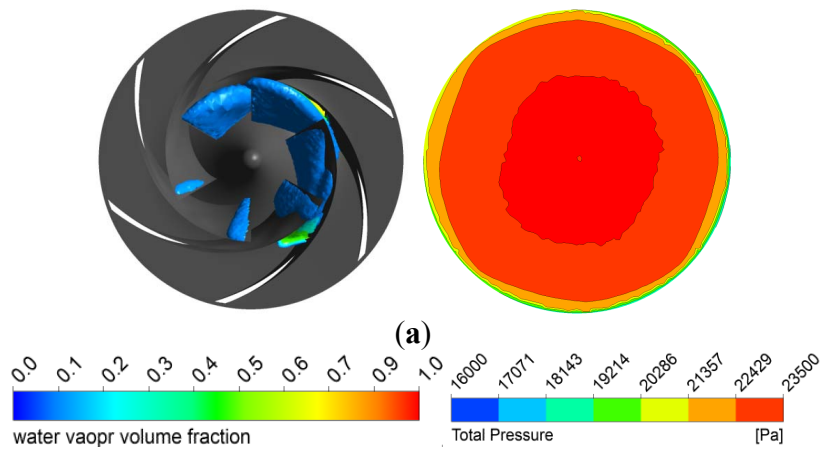 (a)
0.0 0.1 0.2 0.3 0.4 0.5 0.6 0.7 0.8 0.9 1.0
water vaopr volume fraction
16000 17071 18143 19214 20286 21357 22429 23500
Total Pressure [Pa]